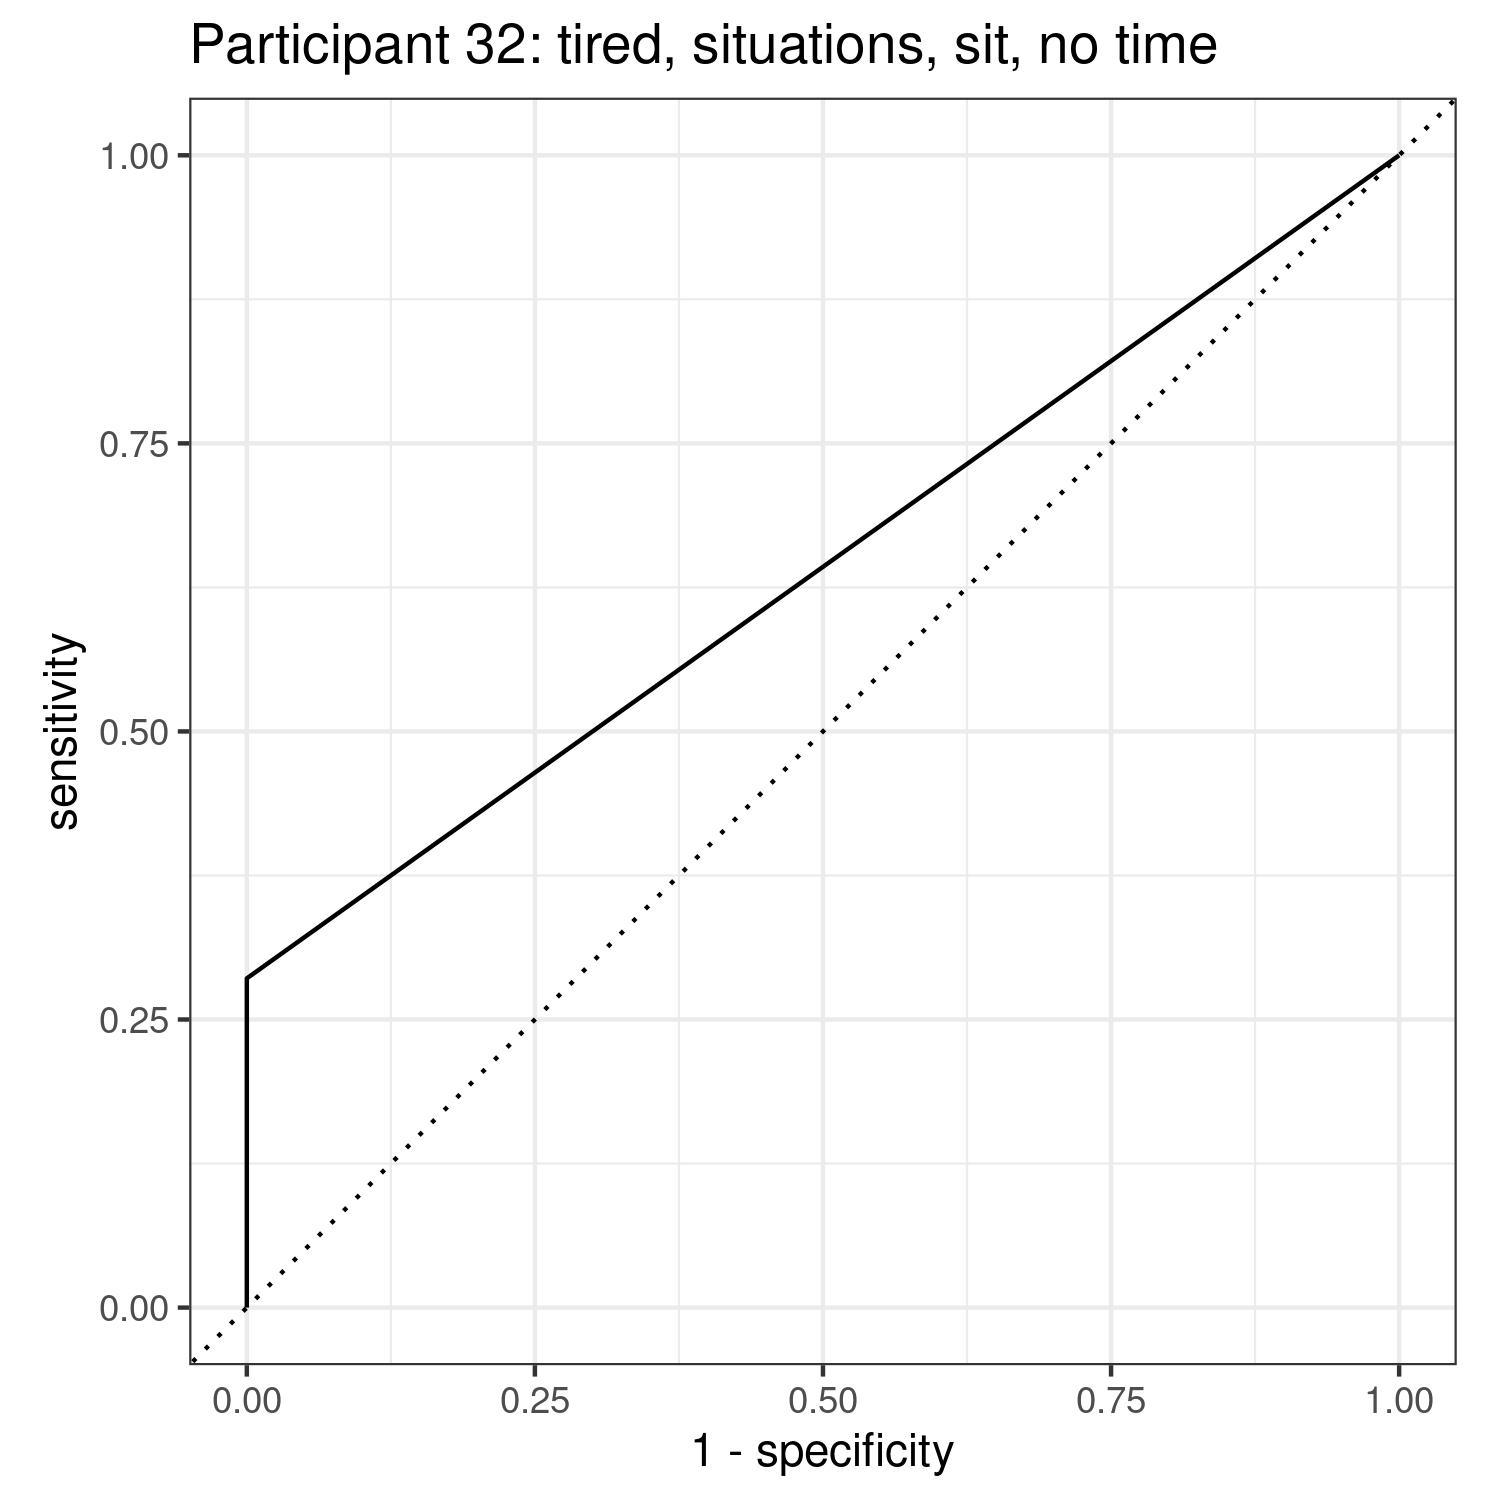 Participant 32: tired, situations, sit, no time
1.00
0.75
0.50
0.25
0.00
sensitivity
0.00 0.25 0.50 0.75 1.00
1 - specificity